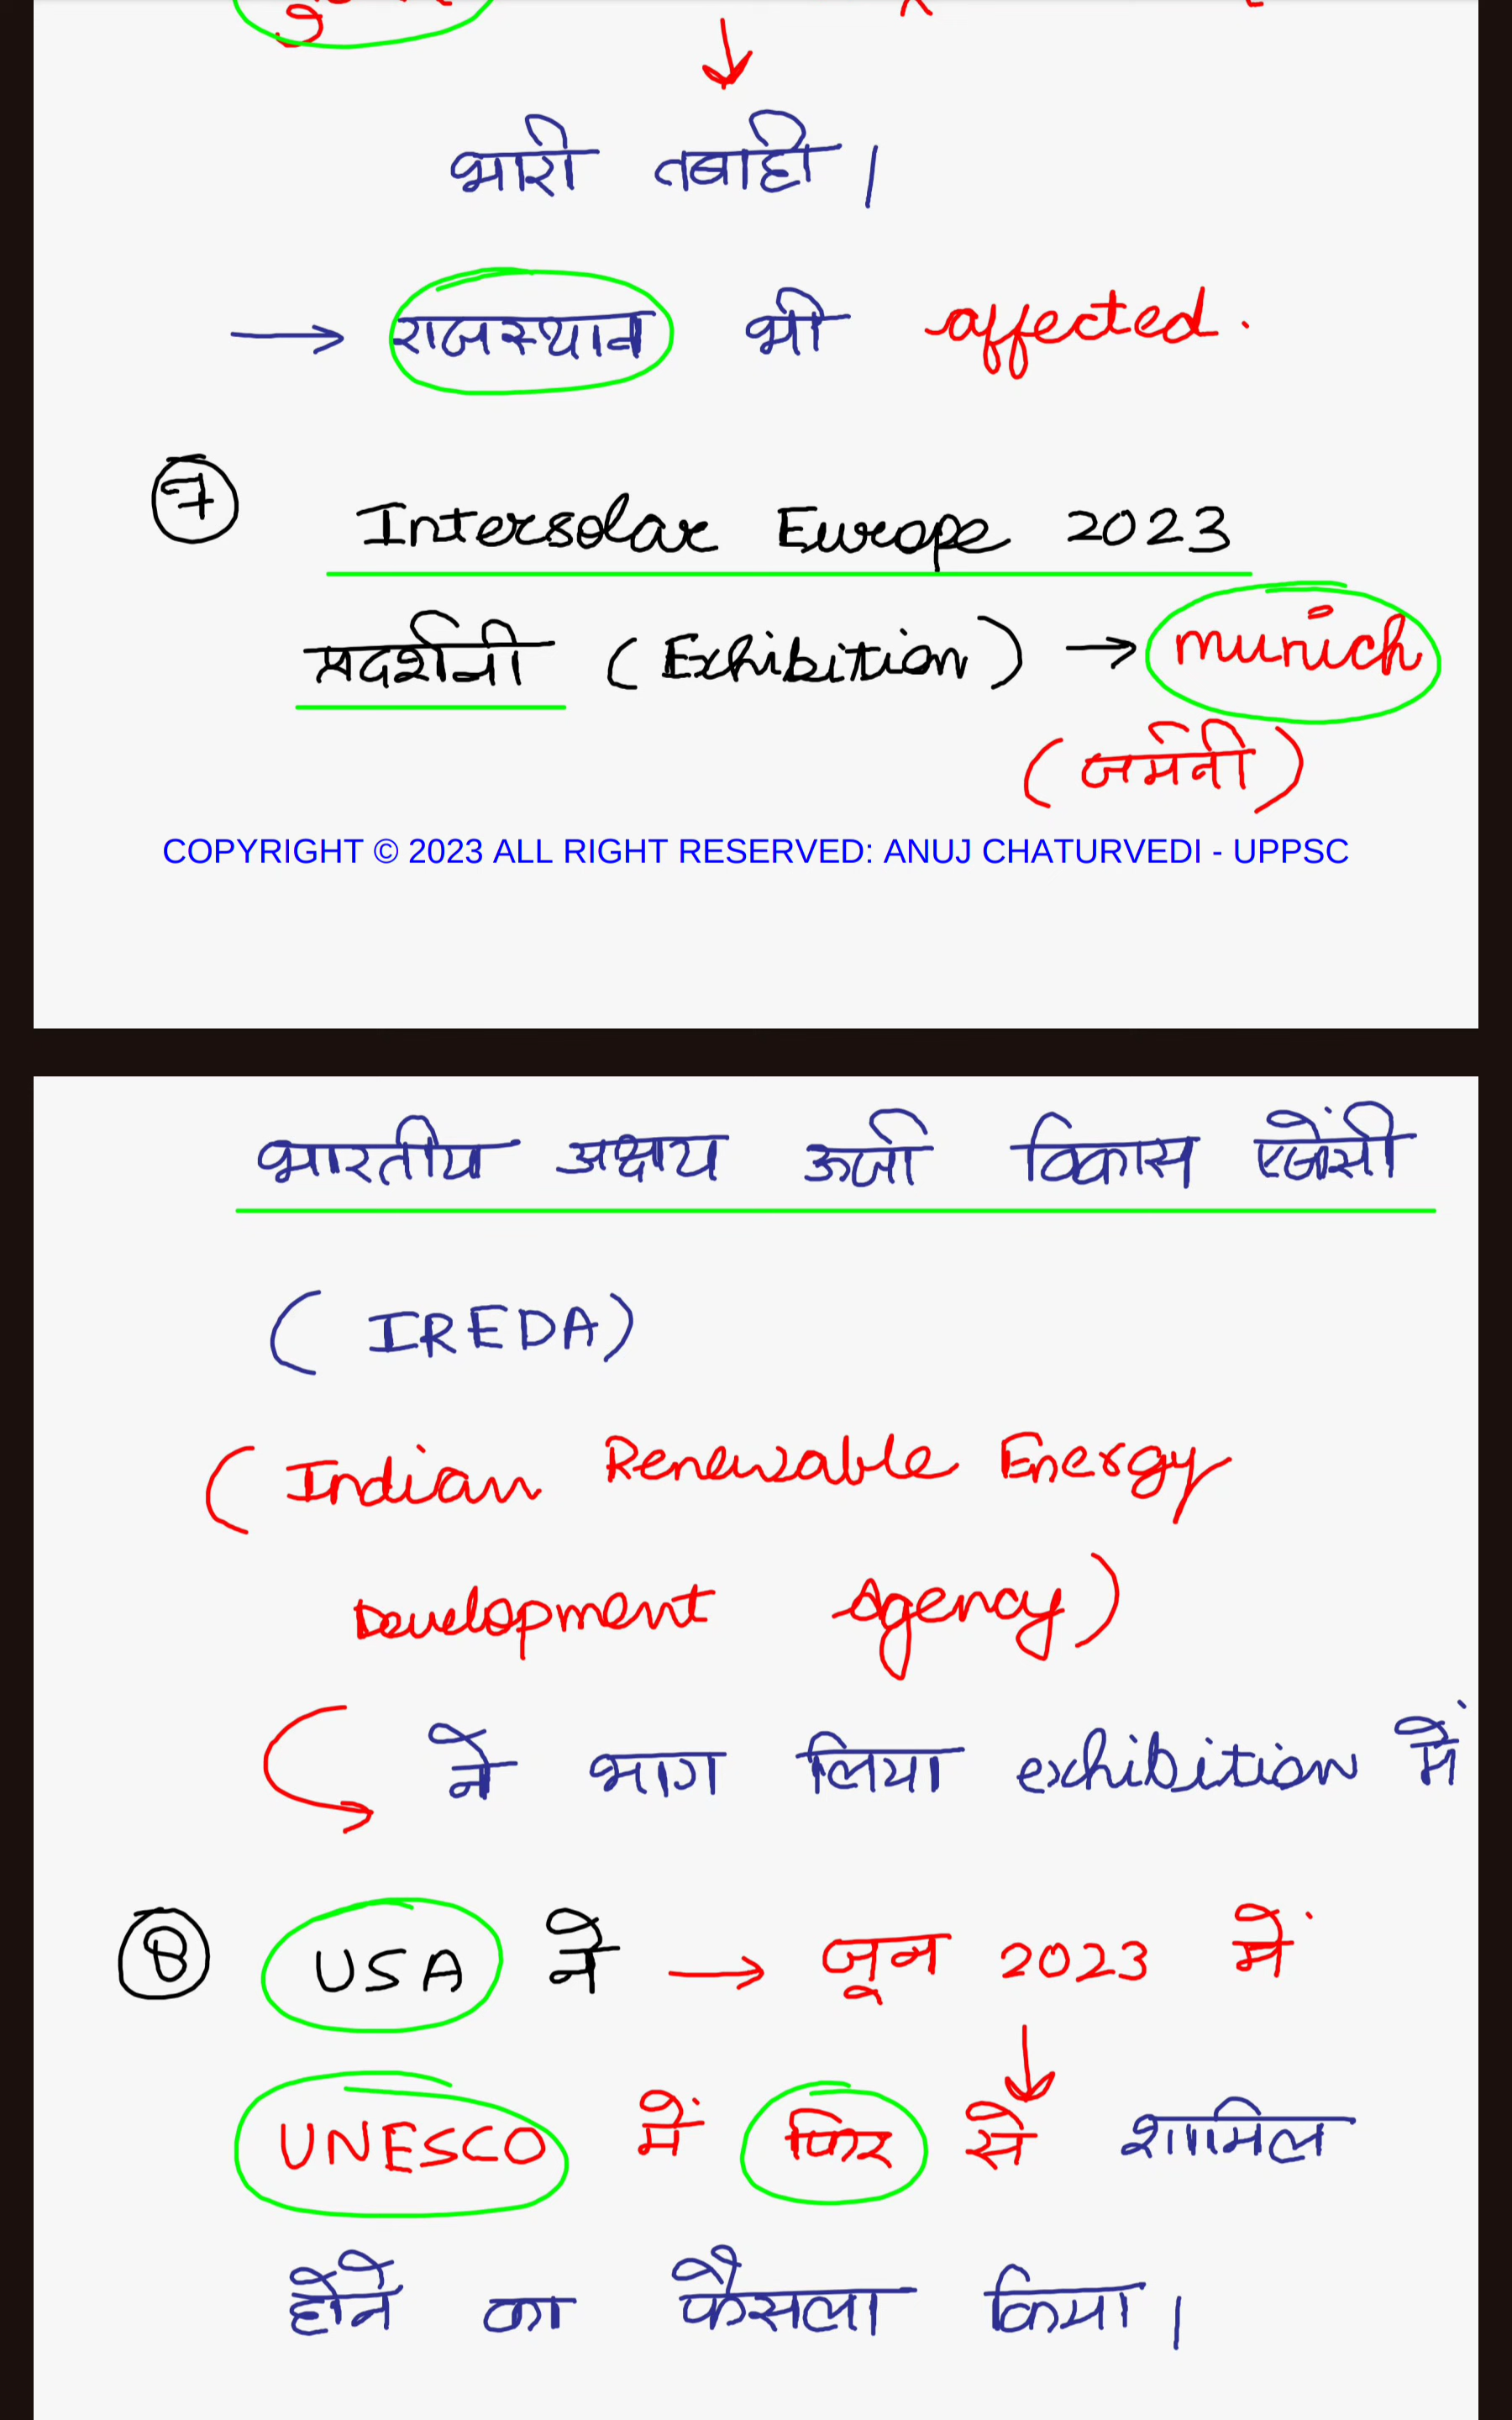 भारी तबाही।
→ राजस्थान भी affected.
⑦ Intersolar Europe 2023
प्रदर्शनी (Exhibition) → munich
(जर्मनी)
COPYRIGHT © 2023 ALL RIGHT RESERVED: ANUJ CHATURVEDI - UPPSC
भारतीय अक्षय उर्जा विकास एजेंसी
(IREDA)
(Indian Renewable Energy
Development Agency)
ने भाग लिया exhibition में
⑧ USA ने → जून 2023 में
UNESCO में फिर से शामिल
होने का फैसला किया।